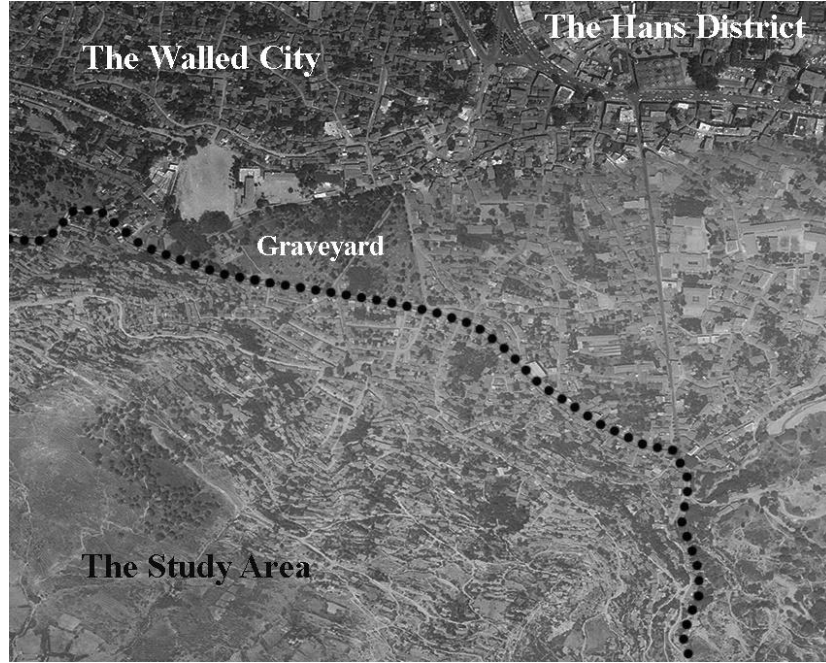 The Hans District
The Walled City
Graveyard
The Study Area